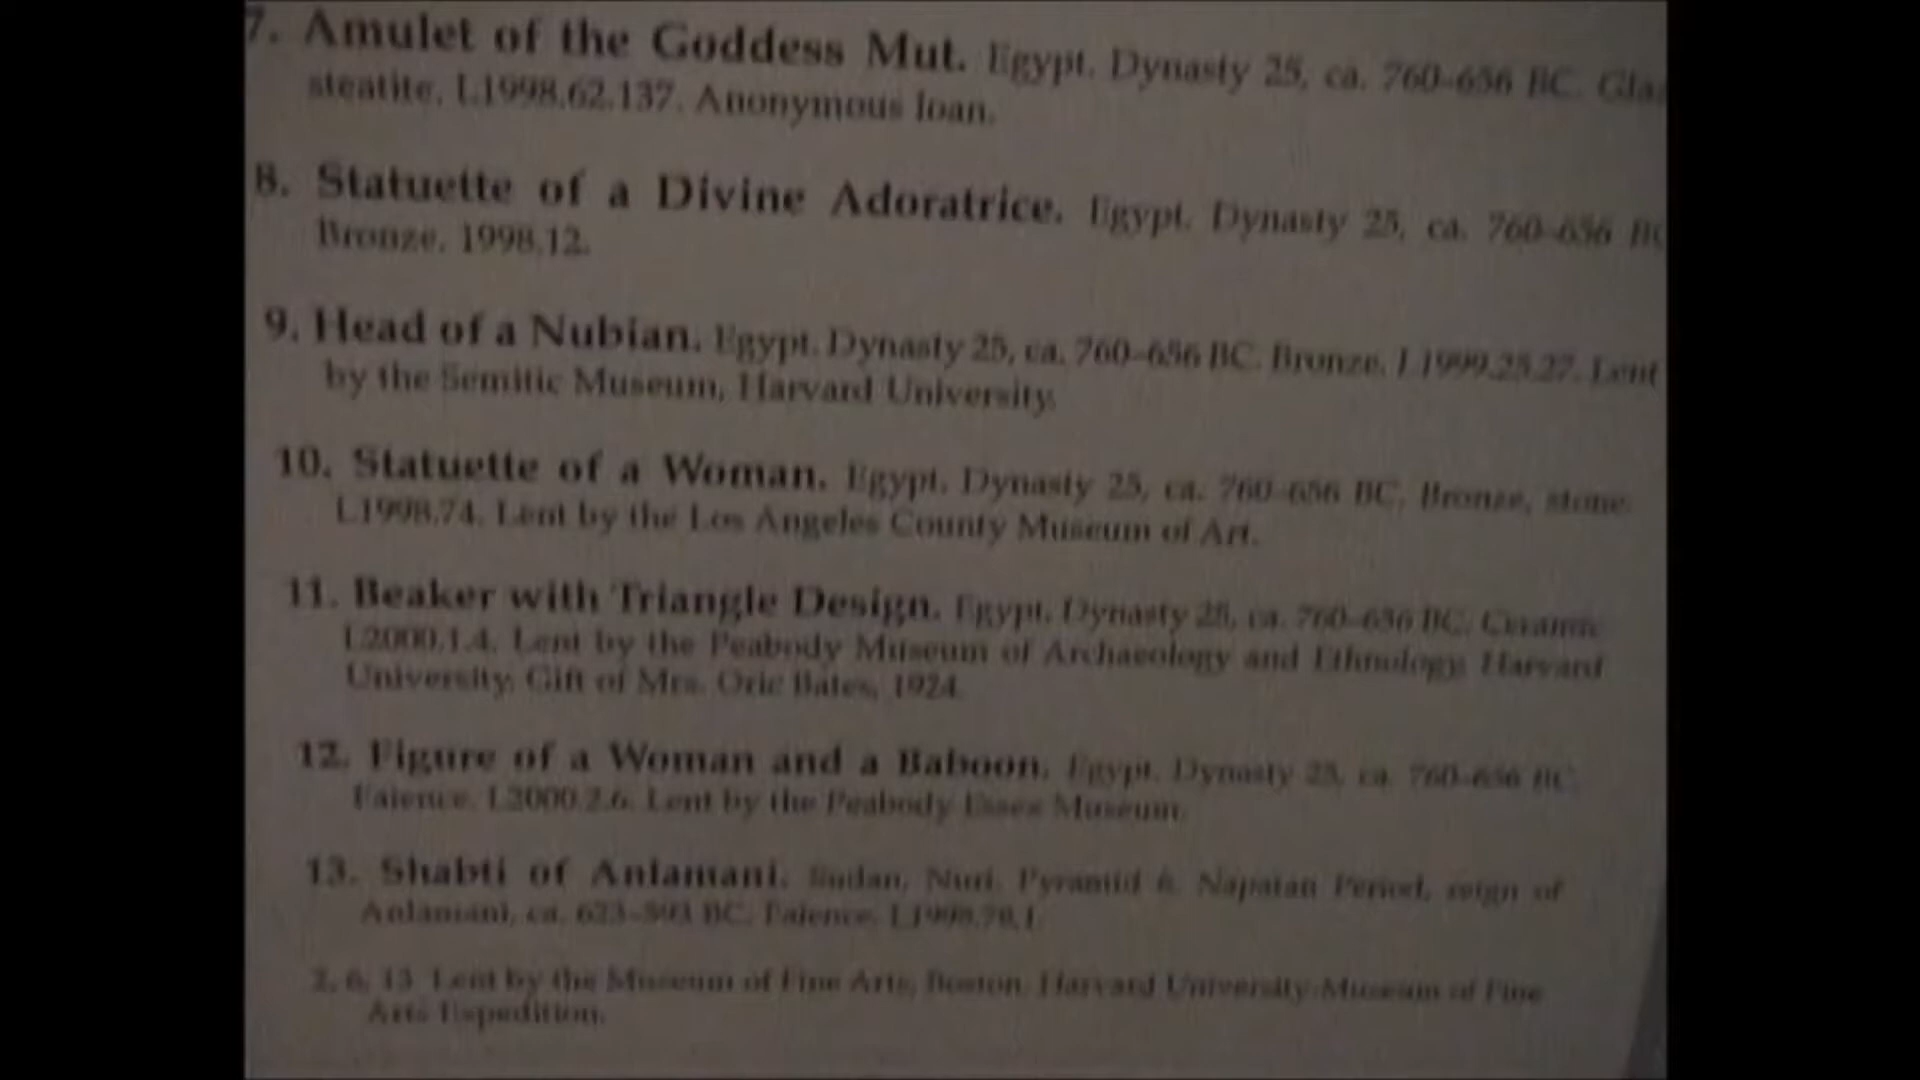 7. Amulet of the Goddess Mut. Egypt. Dynasty 25, ca. 760–656 BC. Glaz
steatite. L1998.62.137. Anonymous loan.
8. Statuette of a Divine Adoratrice. Egypt. Dynasty 25, ca. 760–656 BC
Bronze. 1998.12.
9. Head of a Nubian. Egypt. Dynasty 25, ca. 760–656 BC. Bronze. L1999.25.27. Lent
by the Semitic Museum, Harvard University.
10. Statuette of a Woman. Egypt. Dynasty 25, ca. 760–656 BC. Bronze, stone.
L1998.74. Lent by the Los Angeles County Museum of Art.
11. Beaker with Triangle Design. Egypt. Dynasty 25, ca. 760–656 BC. Ceramic
L2000.1.4. Lent by the Peabody Museum of Archaeology and Ethnology, Harvard
University. Gift of Mrs. Oric Bates, 1924
12. Figure of a Woman and a Baboon. Egypt. Dynasty 25, ca. 760–656 BC.
Faience. L2000.2.6. Lent by the Peabody Essex Museum.
13. Shabti of Anlamani. Sudan, Nuri, Pyramid 6. Napatan Period, reign of
Anlamani, ca. 623–593 BC. Faience. L1998.78.1
2, 6, 13 Lent by the Museum of Fine Arts, Boston. Harvard University-Museum of Fine
Arts Expedition.